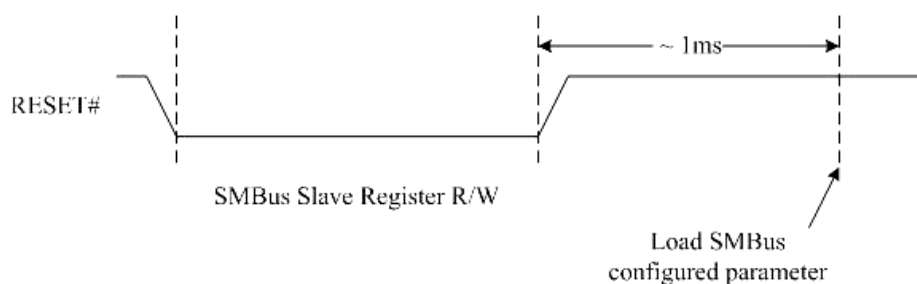 ~ 1ms
RESET#
SMBus Slave Register R/W
Load SMBus
configured parameter